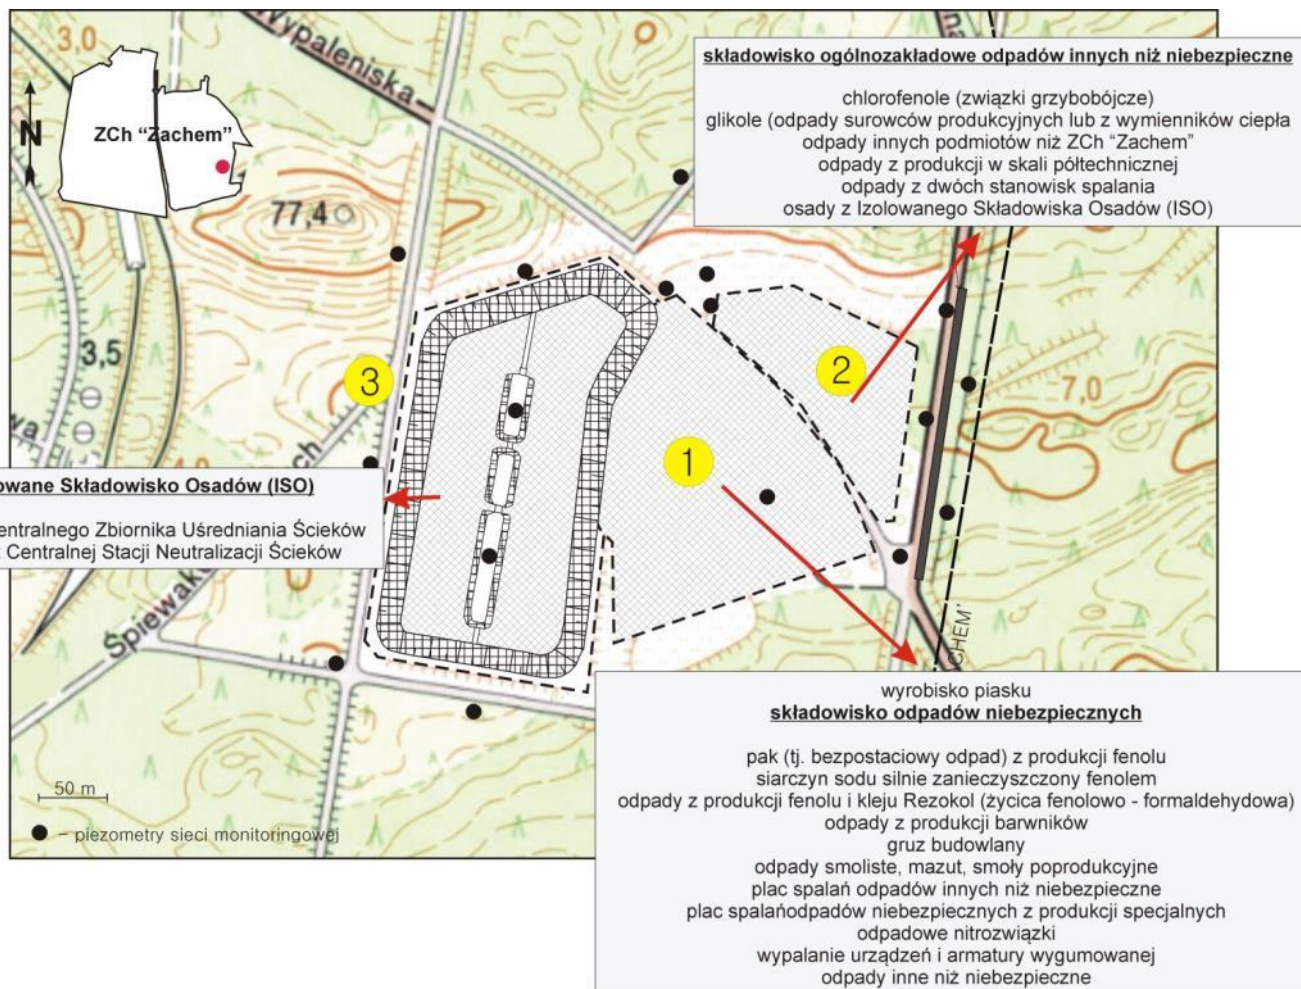 3,0
Wypaleniska
ZCh "Zachem"
N
77,4
składowisko ogólnozakładowe odpadów innych niż niebezpieczne
chlorofenole (związki grzybobójcze)
glikole (odpady surowców produkcyjnych lub z wymienników ciepła
odpady innych podmiotów niż ZCh "Zachem"
odpady z produkcji w skali półtechnicznej
odpady z dwóch stanowisk spalania
osady z Izolowanego Składowiska Osadów (ISO)
3,5
3
2
7,0
1
owane Składowisko Osadów (ISO)
entralnego Zbiornika Uśredniania Ścieków
Centralnej Stacji Neutralizacji Ścieków
CHEM"
wyrobisko piasku
składowisko odpadów niebezpiecznych
pak (tj. bezpostaciowy odpad) z produkcji fenolu
siarczyn sodu silnie zanieczyszczony fenolem
odpady z produkcji fenolu i kleju Rezokol (życica fenolowo - formaldehydowa)
odpady z produkcji barwników
gruz budowlany
odpady smoliste, mazut, smoły poprodukcyjne
plac spalań odpadów innych niż niebezpieczne
plac spalańodpadów niebezpiecznych z produkcji specjalnych
odpadowe nitrozwiązki
wypalanie urządzeń i armatury wygumowanej
odpady inne niż niebezpieczne
50 m
– piezometry sieci monitoringowej